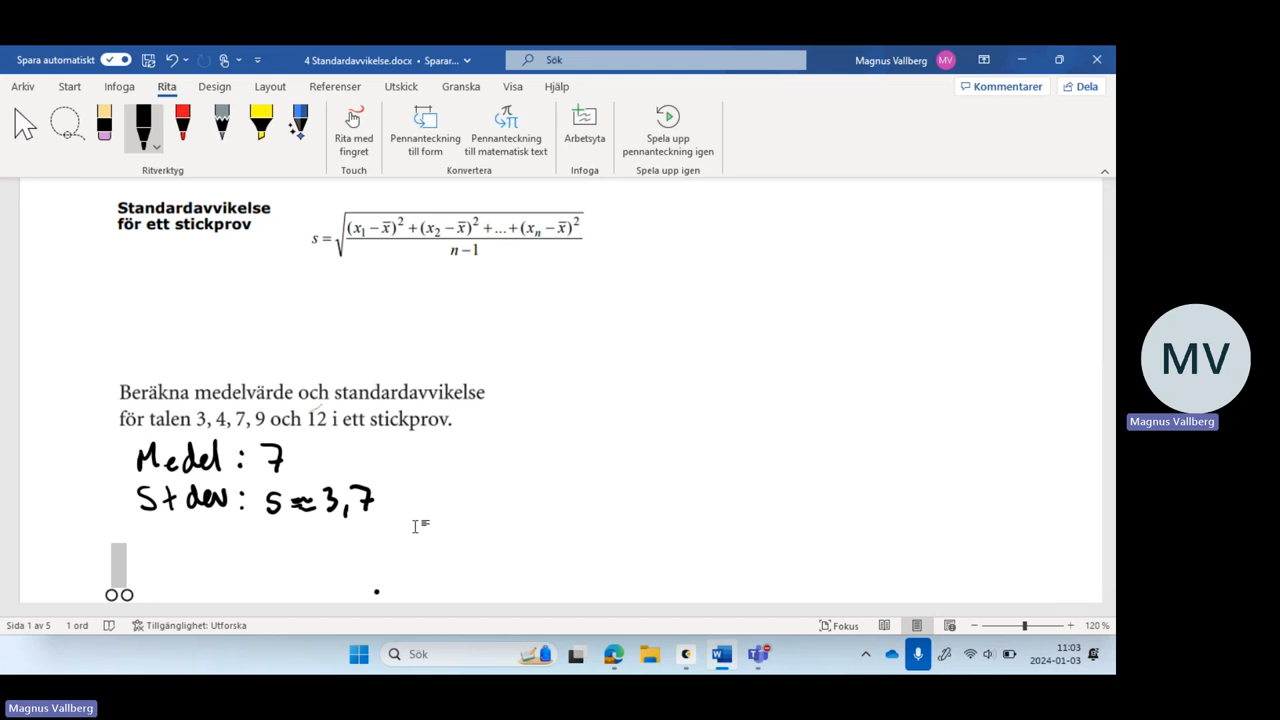 Spara automatiskt
4 Standardavvikelse.docx • Sparar...
Sök
Magnus Vallberg MV
Arkiv Start Infoga Rita Design Layout Referenser Utskick Granska Visa Hjälp
Kommentarer Dela
Rita med fingret
Pennanteckning till form
Pennanteckning till matematisk text
Arbetsyta
Spela upp pennanteckning igen
Ritverktyg Touch Konvertera Infoga Spela upp igen
Standardavvikelse
för ett stickprov
s = √(((x₁ − x̅)² + (x₂ − x̅)² + ... + (xₙ − x̅)²) / (n − 1))
Beräkna medelvärde och standardavvikelse
för talen 3, 4, 7, 9 och 12 i ett stickprov.
Medel : 7
Stdev : s ≈ 3,7
MV
Magnus Vallberg
Sida 1 av 5 1 ord Tillgänglighet: Utforska Fokus 120 %
Sök
11:03
2024-01-03
Magnus Vallberg